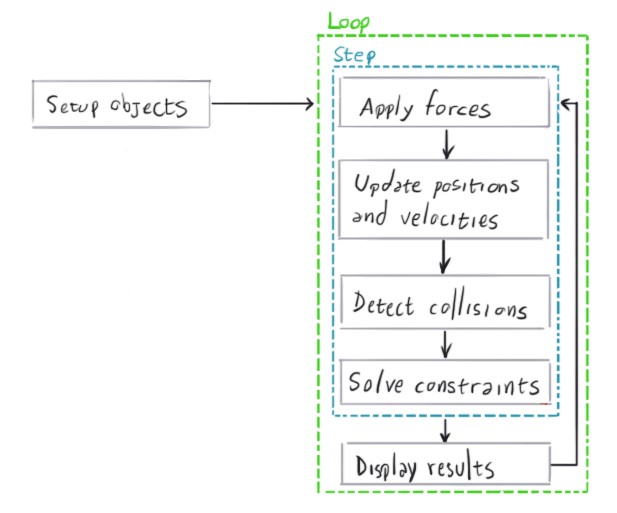 Loop
Step
Setup objects
Apply forces
Update positions
and velocities
Detect collisions
Solve constraints
Display results